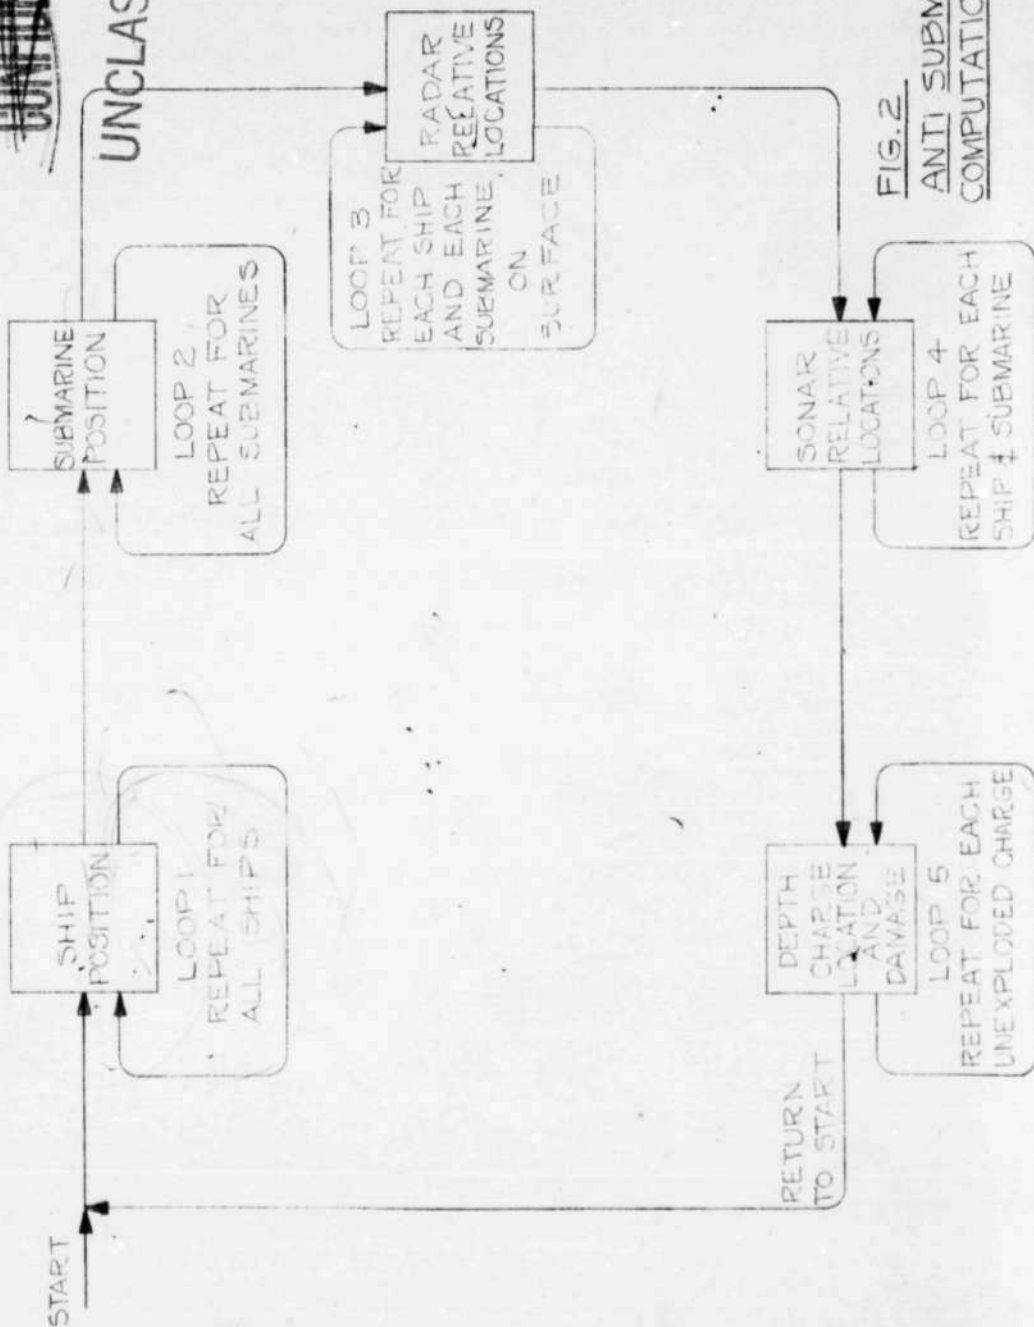 UNCLAS
START
SHIP
POSITION
LOOP 1
REPEAT FOR
ALL SHIPS
SUBMARINE
POSITION
LOOP 2
REPEAT FOR
ALL SUBMARINES
RADAR
RELATIVE
LOCATIONS
LOOP 3
REPEAT FOR
EACH SHIP
AND EACH
SUBMARINE
ON
SURFACE
SONAR
RELATIVE
LOCATIONS
LOOP 4
REPEAT FOR EACH
SHIP & SUBMARINE
DEPTH
CHARGE
LOCATION
AND
DAMAGE
LOOP 5
REPEAT FOR EACH
UNEXPLODED CHARGE
RETURN
TO START
FIG.2
ANTI SUBM
COMPUTATIO